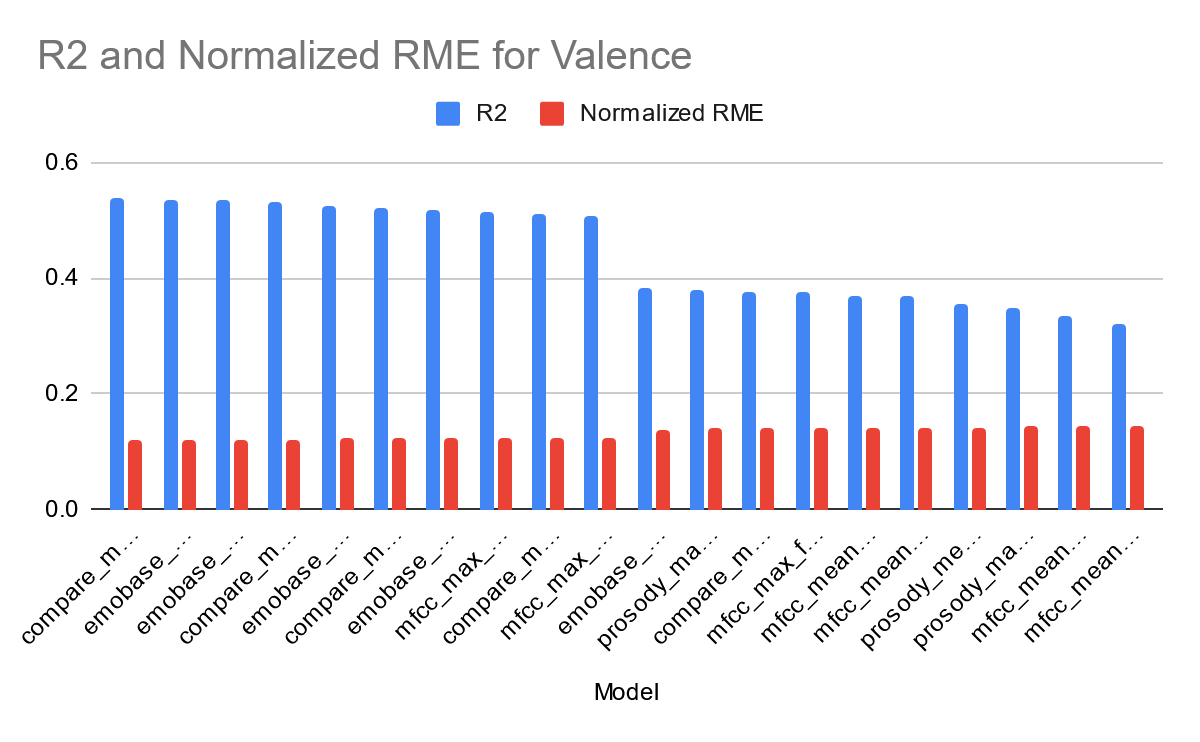 R2 and Normalized RME for Valence
R2
Normalized RME
0.6
0.4
0.2
0.0
compare_m…
emobase_…
emobase_…
compare_m…
emobase_…
compare_m…
emobase_…
mfcc_max_…
compare_m…
mfcc_max_…
emobase_…
prosody_ma…
compare_m…
mfcc_max_f…
mfcc_mean…
mfcc_mean…
prosody_me…
prosody_ma…
mfcc_mean…
mfcc_mean…
Model